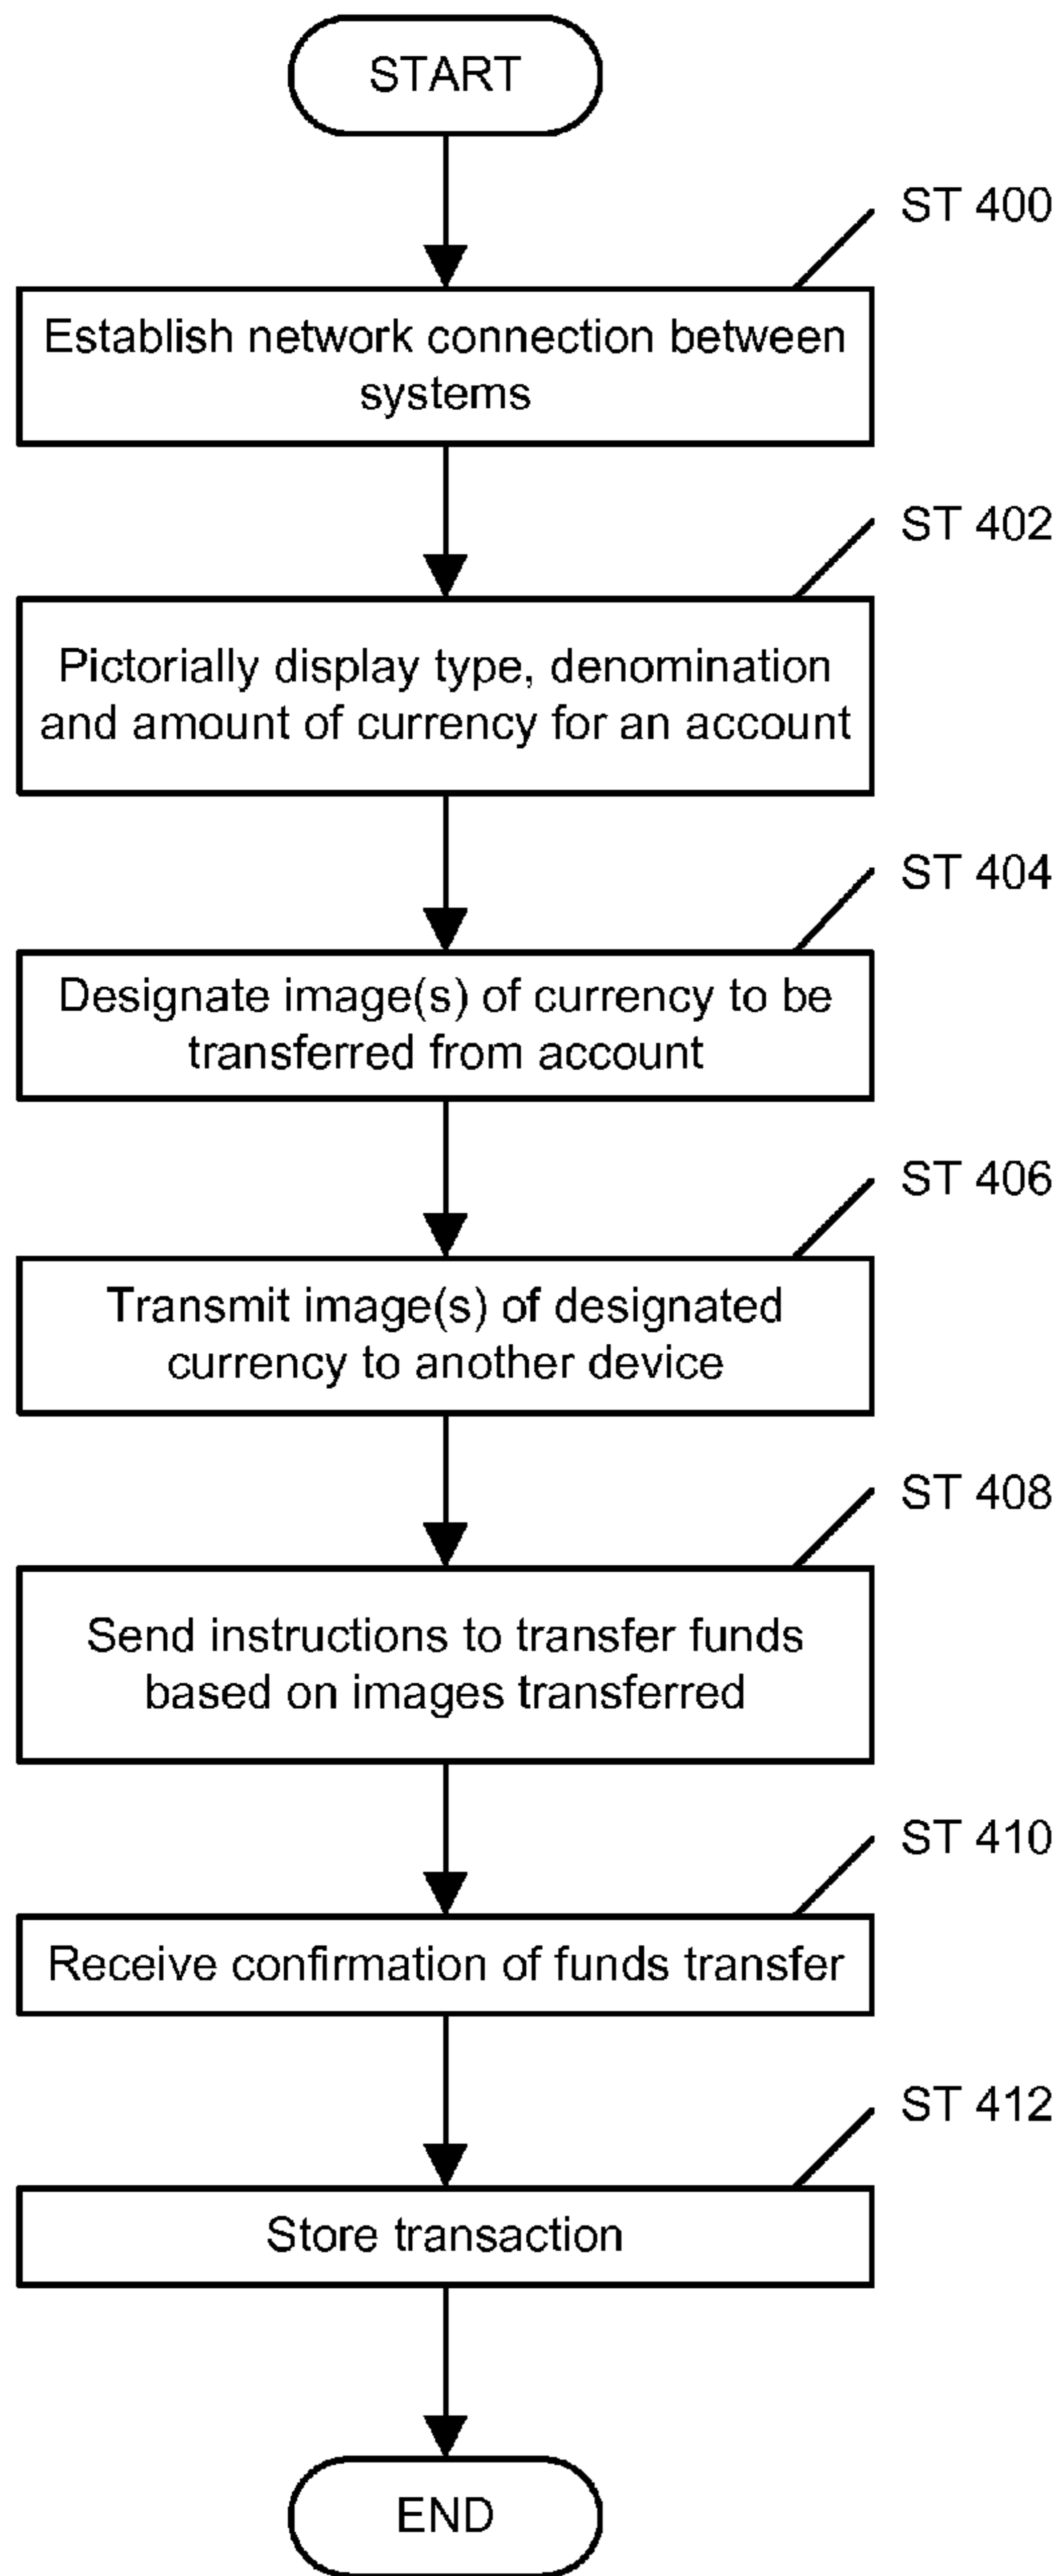 START
ST 400
Establish network connection between
systems
ST 402
Pictorially display type, denomination
and amount of currency for an account
ST 404
Designate image(s) of currency to be
transferred from account
ST 406
Transmit image(s) of designated
currency to another device
ST 408
Send instructions to transfer funds
based on images transferred
ST 410
Receive confirmation of funds transfer
ST 412
Store transaction
END